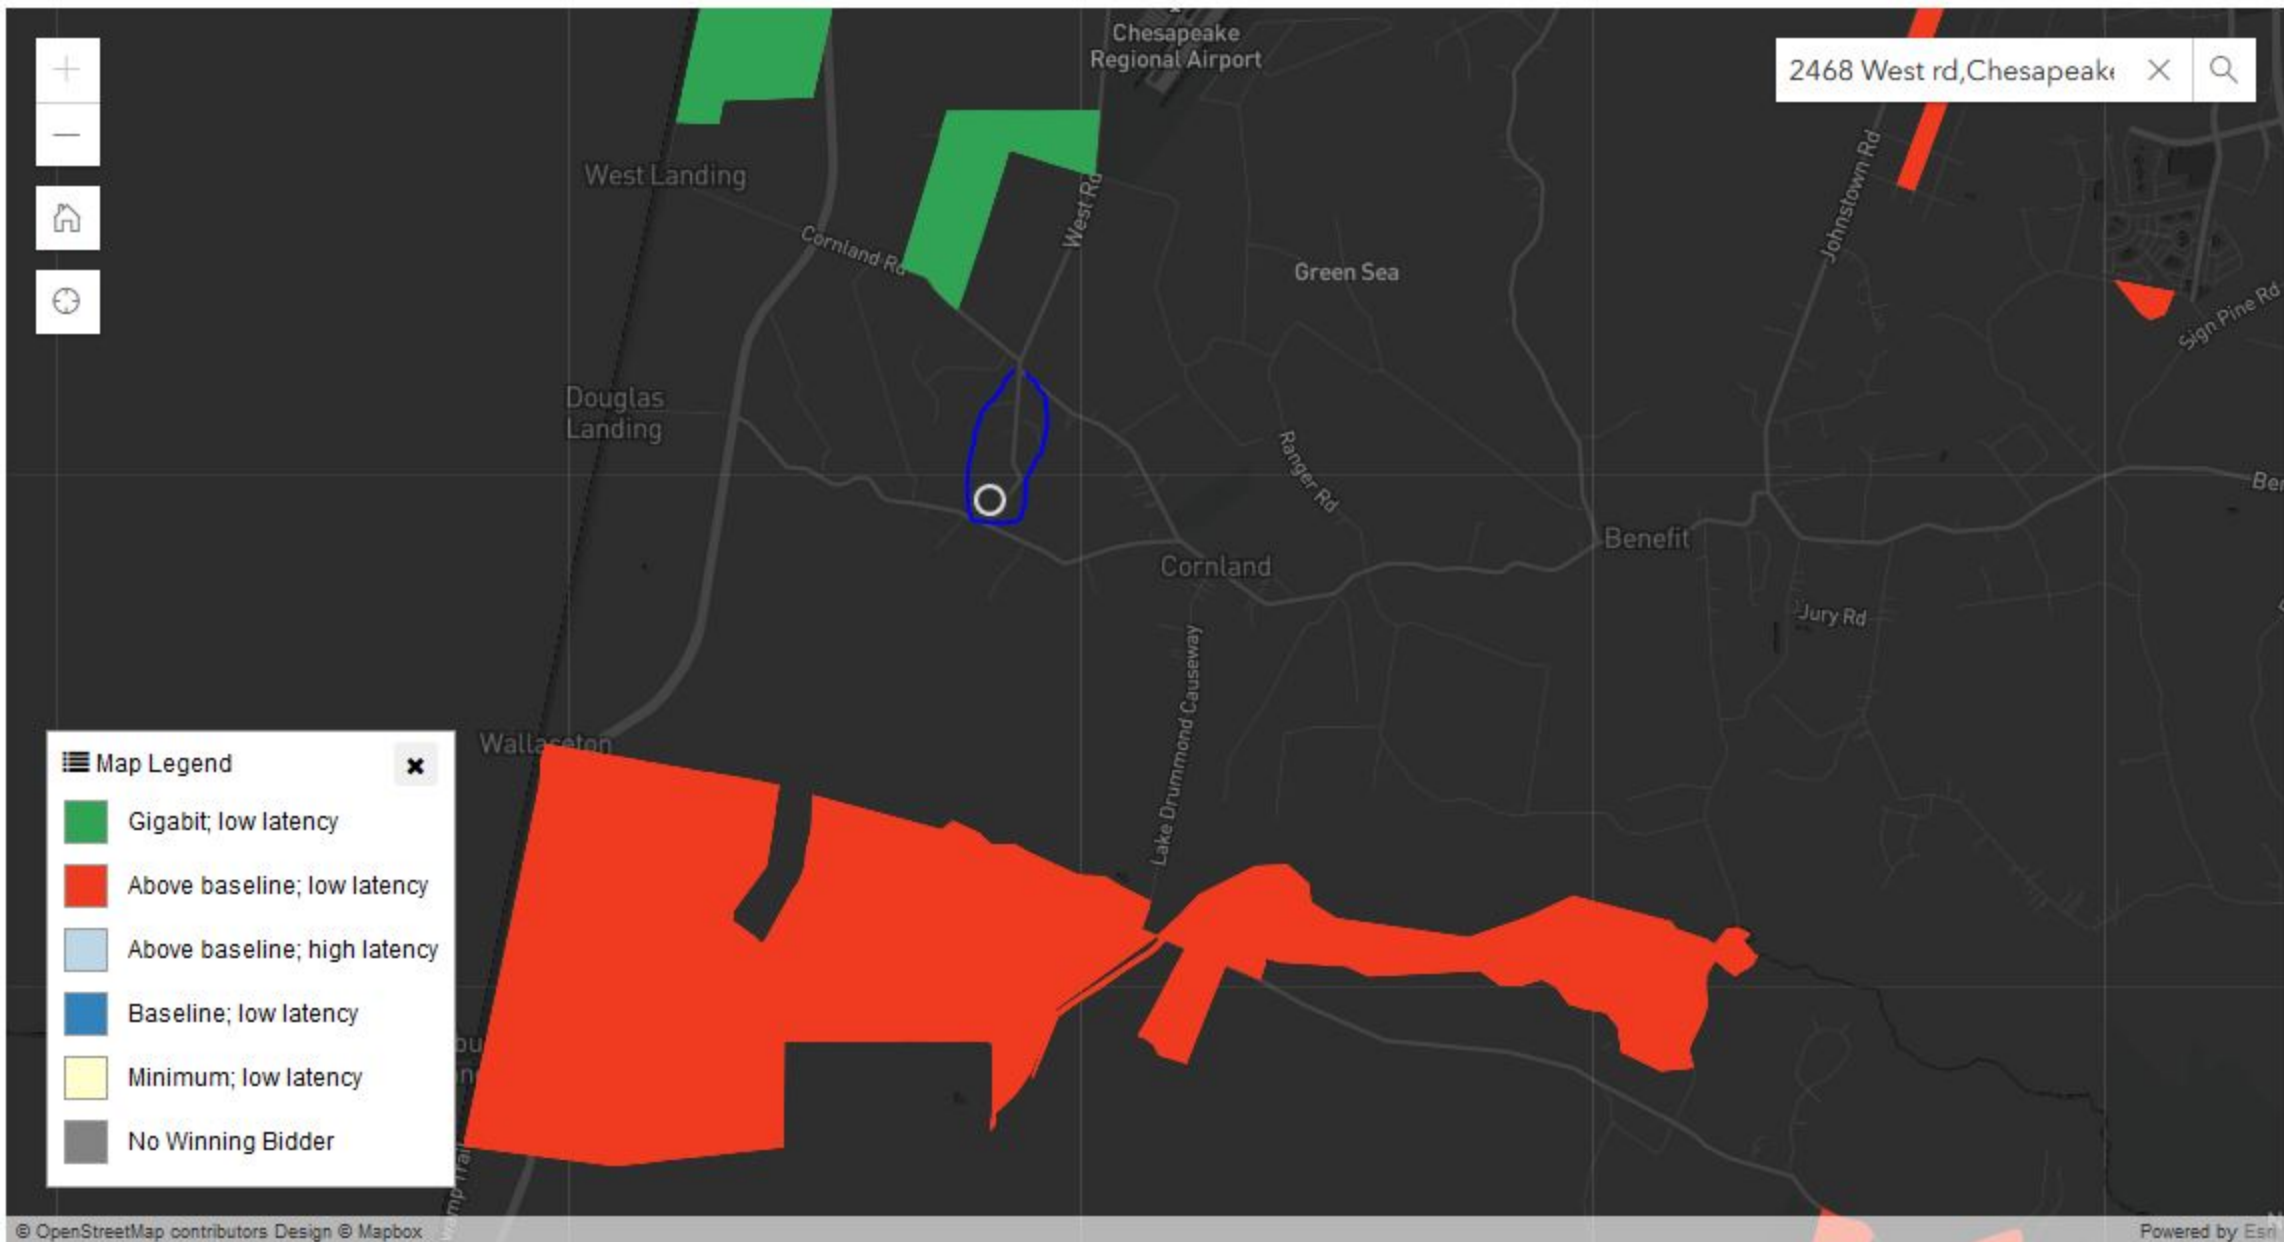 Chesapeake
Regional Airport
2468 West rd,Chesapeake
West Landing
West Rd
Johnstown Rd
Cornland Rd
Green Sea
Sign Pine Rd
Douglas
Landing
Ranger Rd
Ben
Benefit
Cornland
Jury Rd
Lake Drummond Causeway
Wallaceton
Map Legend
Gigabit; low latency
Above baseline; low latency
Above baseline; high latency
Baseline; low latency
Minimum; low latency
No Winning Bidder
© OpenStreetMap contributors Design © Mapbox
Powered by Esri